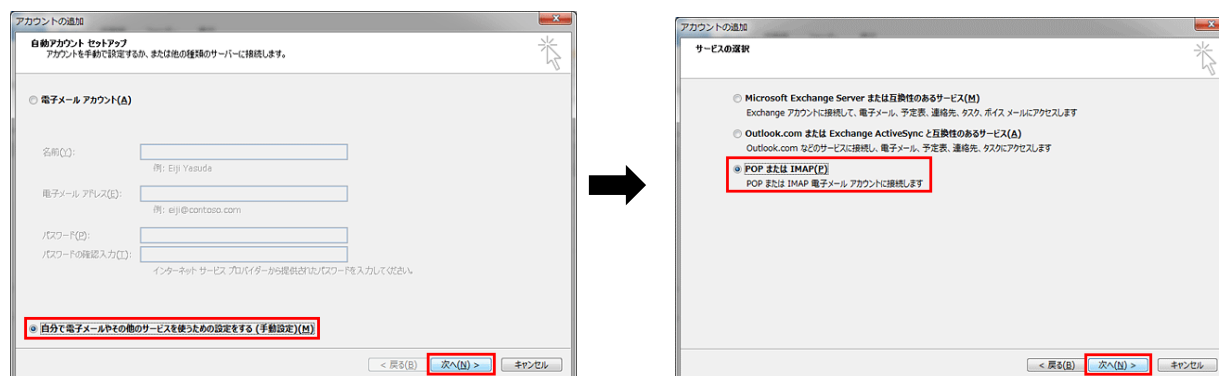 アカウントの追加
自動アカウント セットアップ
アカウントを手動で設定するか、または他の種類のサーバーに接続します。
電子メール アカウント(A)
名前(Y):
例: Eiji Yasuda
電子メール アドレス(E):
例: eiji@contoso.com
パスワード(P):
パスワードの確認入力(T):
インターネット サービス プロバイダーから提供されたパスワードを入力してください。
自分で電子メールやその他のサービスを使うための設定をする (手動設定)(M)
< 戻る(B)
次へ(N) >
キャンセル
アカウントの追加
サービスの選択
Microsoft Exchange Server または互換性のあるサービス(M)
Exchange アカウントに接続して、電子メール、予定表、連絡先、タスク、ボイス メールにアクセスします
Outlook.com または Exchange ActiveSync と互換性のあるサービス(A)
Outlook.com などのサービスに接続し、電子メール、予定表、連絡先、タスクにアクセスします
POP または IMAP(P)
POP または IMAP 電子メール アカウントに接続します
< 戻る(B)
次へ(N) >
キャンセル